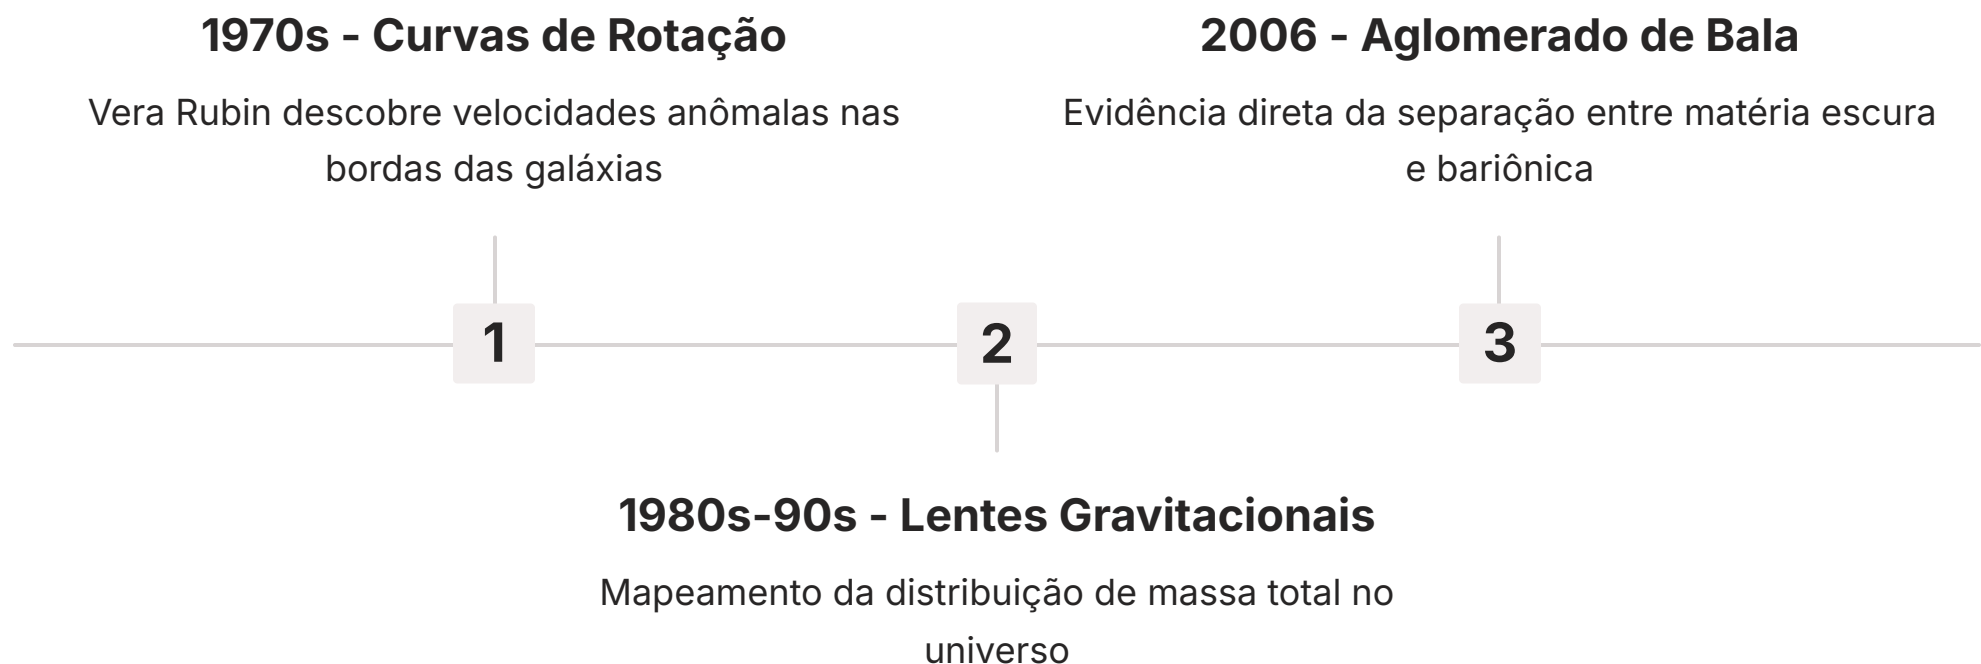 1970s - Curvas de Rotação
Vera Rubin descobre velocidades anômalas nas
bordas das galáxias
2006 - Aglomerado de Bala
Evidência direta da separação entre matéria escura
e bariônica
1
2
3
1980s-90s - Lentes Gravitacionais
Mapeamento da distribuição de massa total no
universo